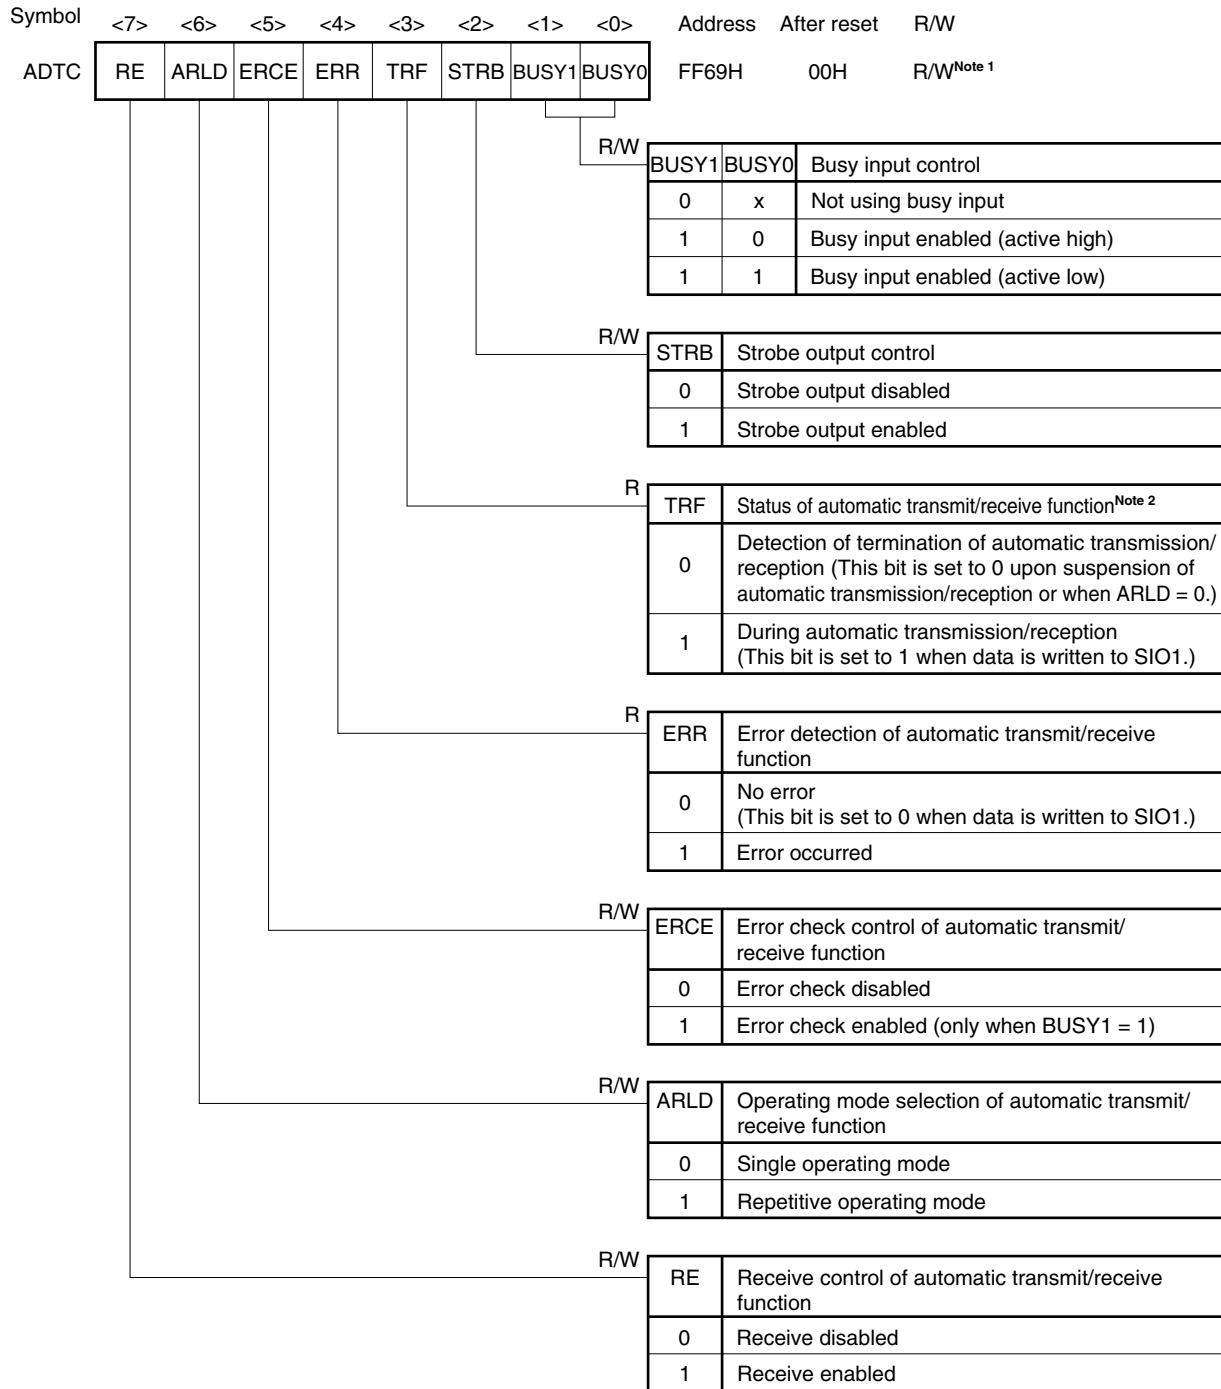 Symbol <7> <6> <5> <4> <3> <2> <1> <0> Address After reset R/W
ADTC RE ARLD ERCE ERR TRF STRB BUSY1 BUSY0 FF69H 00H R/W Note 1
R/W
BUSY1 BUSY0 Busy input control
0 x Not using busy input
1 0 Busy input enabled (active high)
1 1 Busy input enabled (active low)
R/W
STRB Strobe output control
0 Strobe output disabled
1 Strobe output enabled
R
TRF Status of automatic transmit/receive function Note 2
0 Detection of termination of automatic transmission/
reception (This bit is set to 0 upon suspension of
automatic transmission/reception or when ARLD = 0.)
1 During automatic transmission/reception
(This bit is set to 1 when data is written to SIO1.)
R
ERR Error detection of automatic transmit/receive
function
0 No error
(This bit is set to 0 when data is written to SIO1.)
1 Error occurred
R/W
ERCE Error check control of automatic transmit/
receive function
0 Error check disabled
1 Error check enabled (only when BUSY1 = 1)
R/W
ARLD Operating mode selection of automatic transmit/
receive function
0 Single operating mode
1 Repetitive operating mode
R/W
RE Receive control of automatic transmit/receive
function
0 Receive disabled
1 Receive enabled